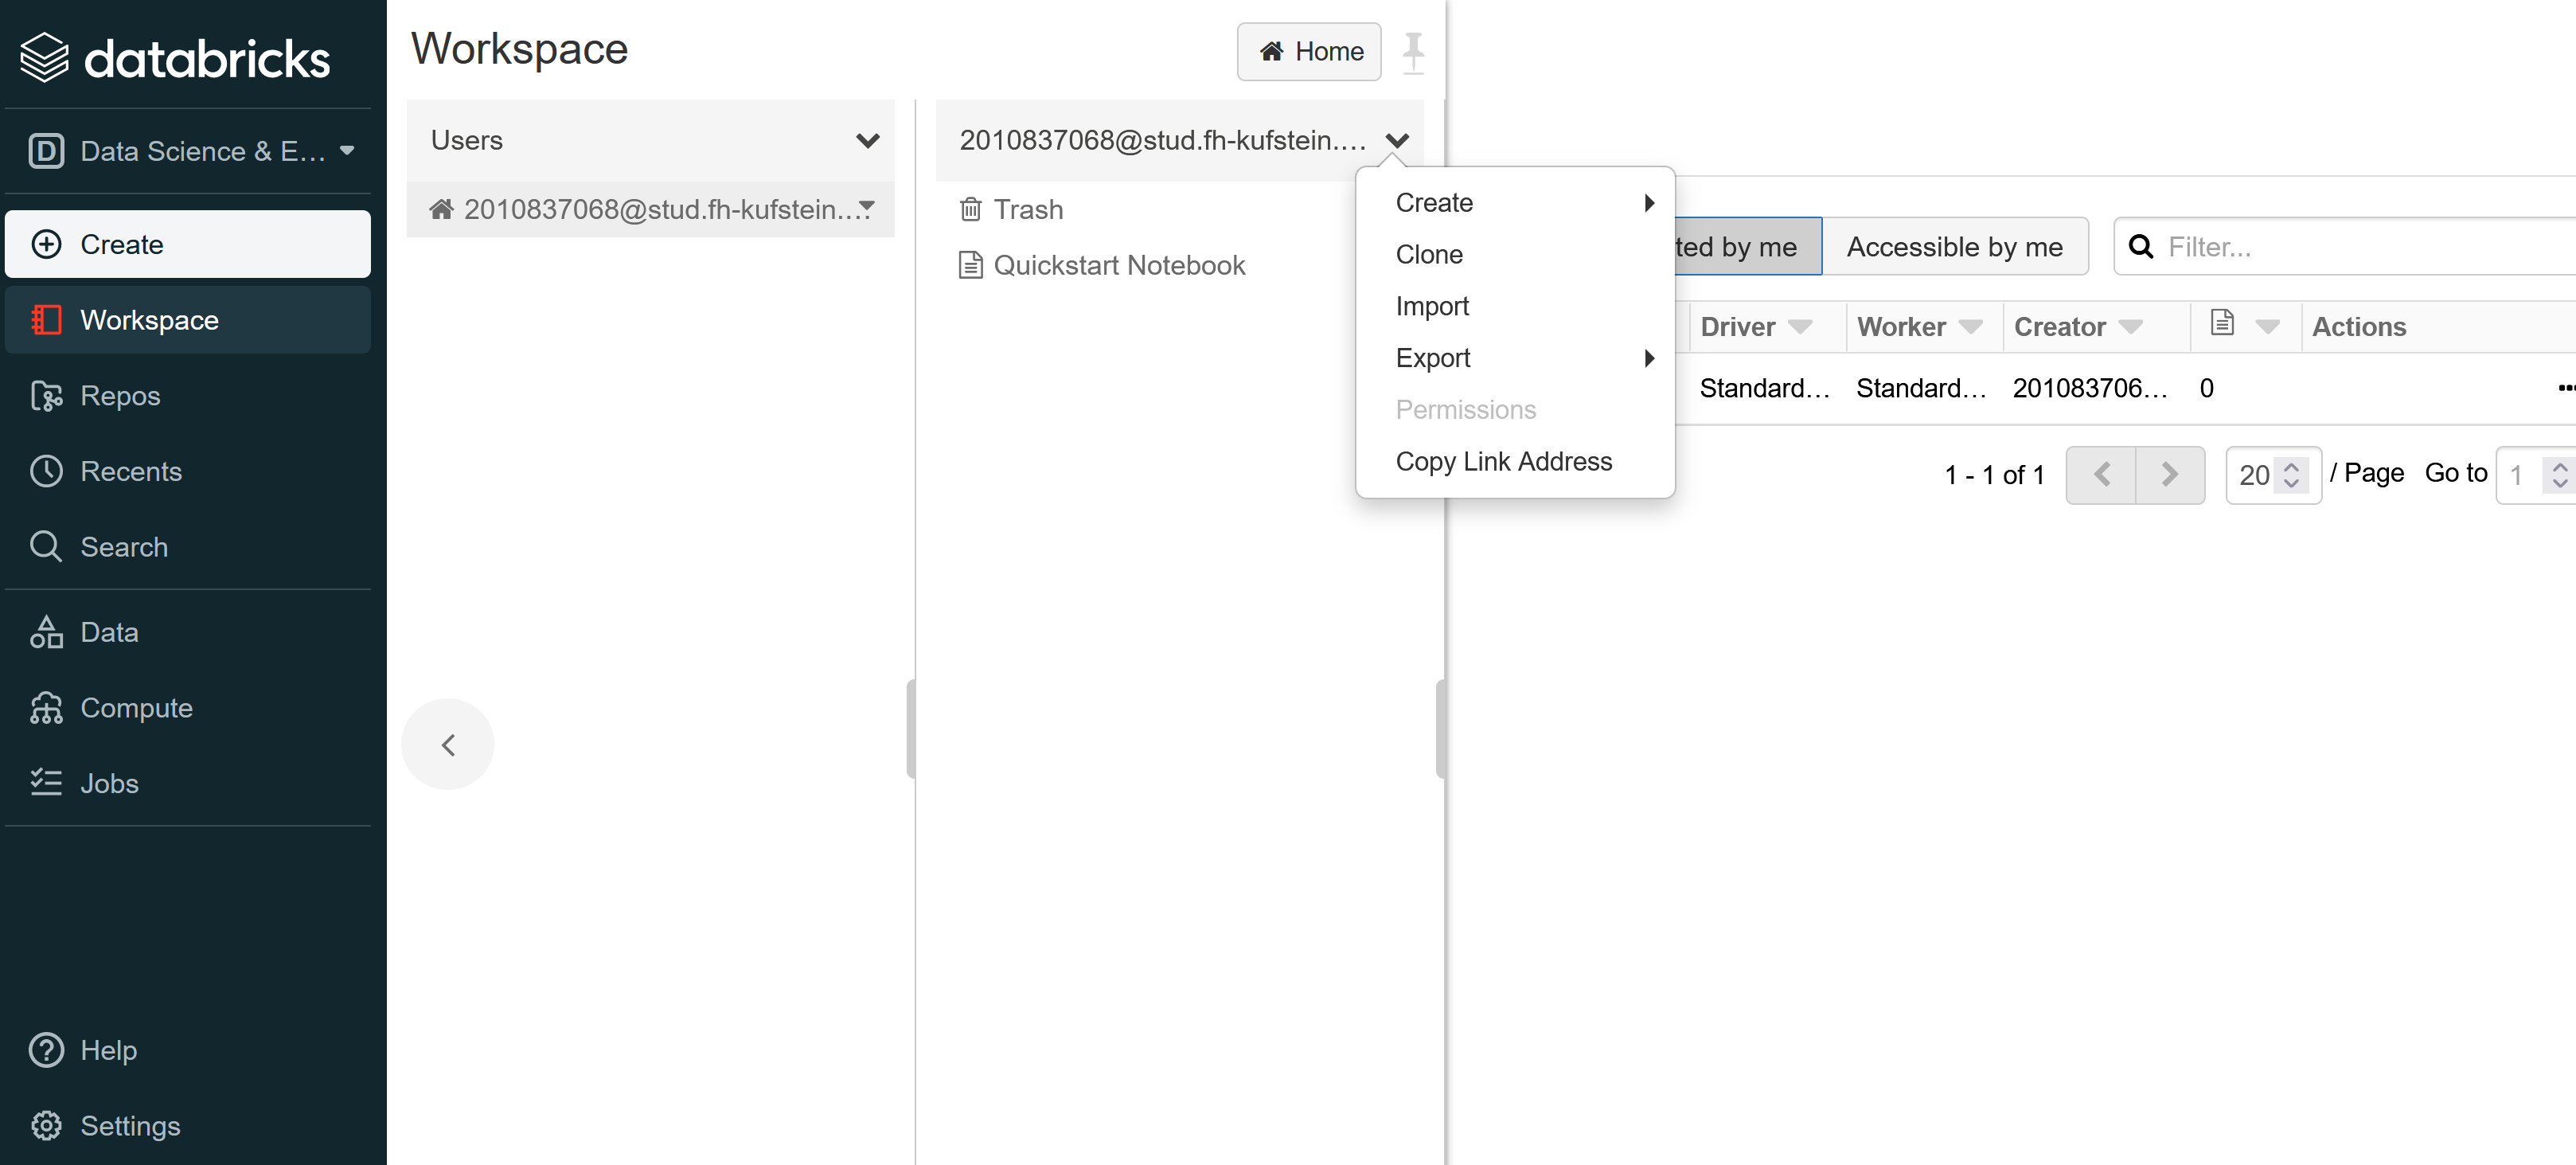 databricks
Data Science & E...
Create
Workspace
Repos
Recents
Search
Data
Compute
Jobs
Help
Settings
Workspace
Home
Users
2010837068@stud.fh-kufstein....
2010837068@stud.fh-kufstein....
Trash
Quickstart Notebook
Create
Clone
Import
Export
Permissions
Copy Link Address
ted by me
Accessible by me
Filter...
Driver
Worker
Creator
Actions
Standard...
Standard...
201083706...
0
1 - 1 of 1
20
/ Page
Go to
1